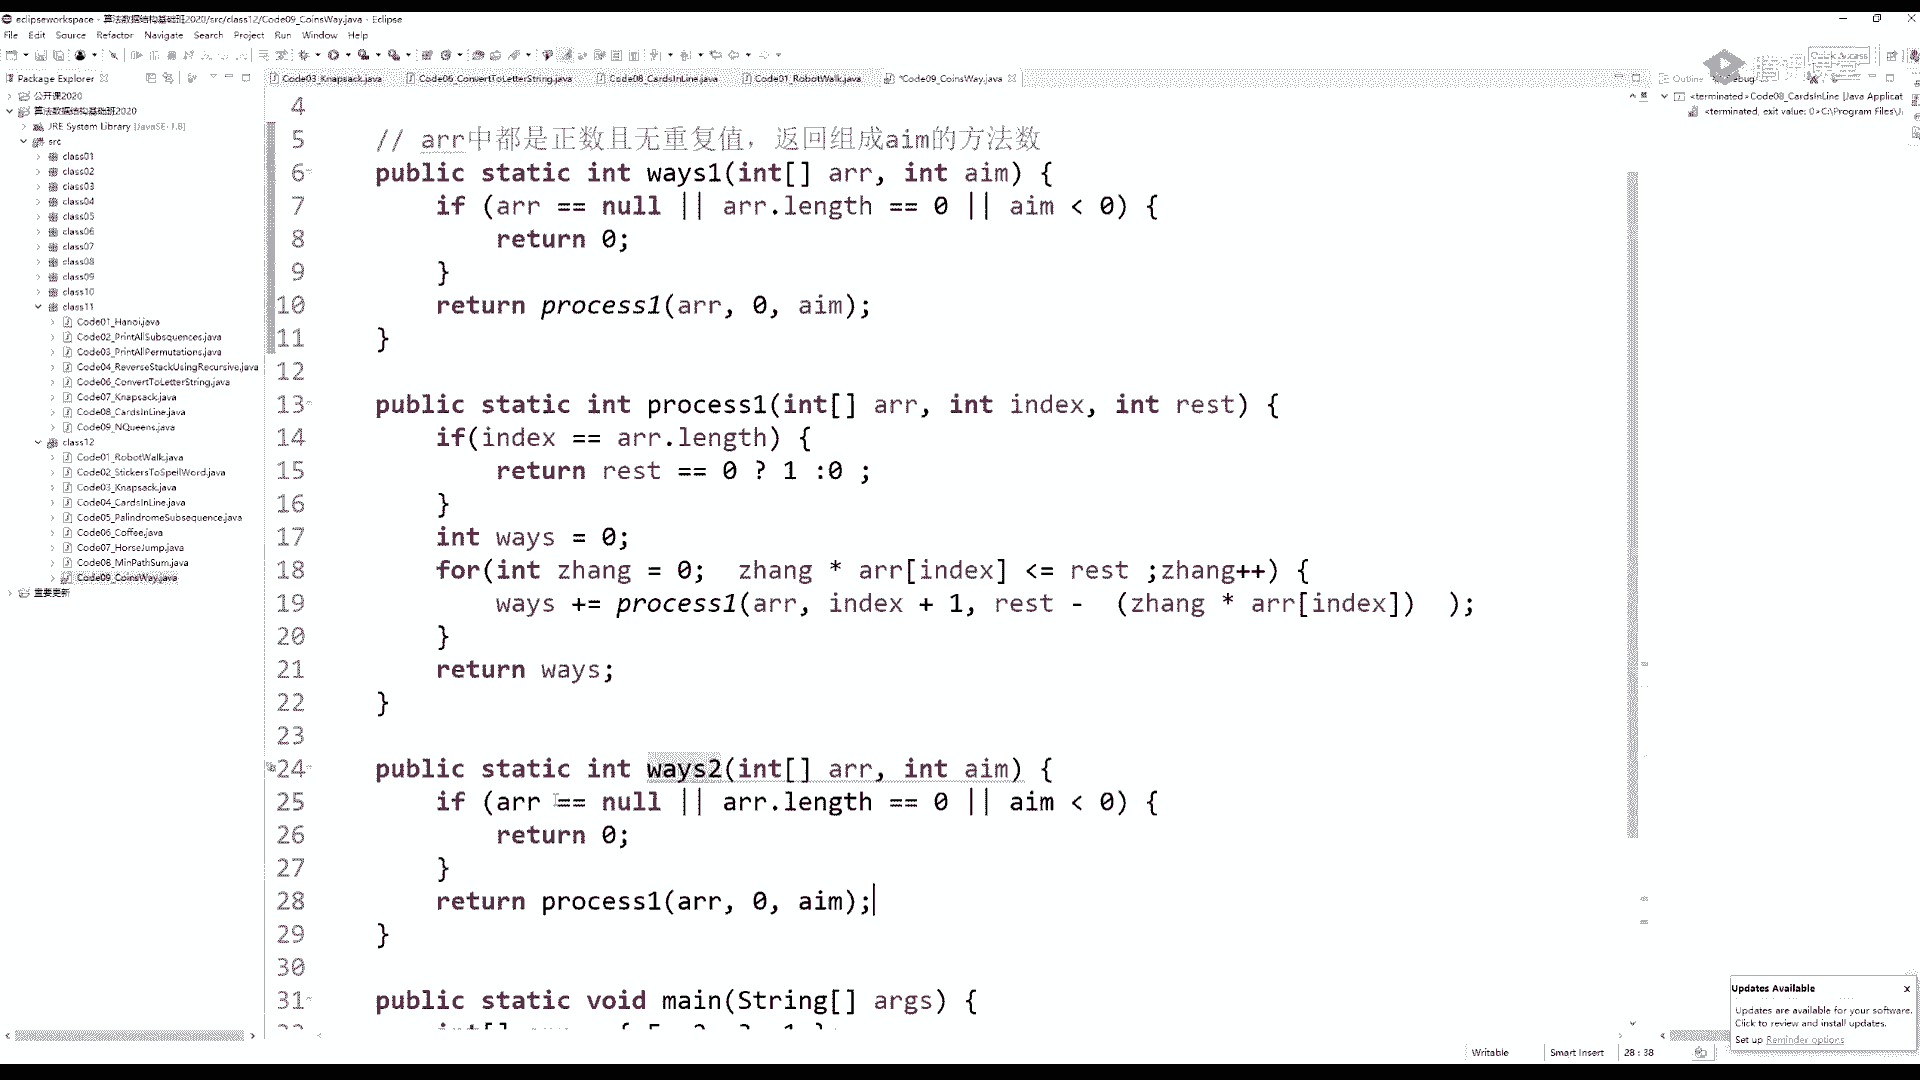 eclipseworkspace - 算法数据结构基础班2020/src/class12/Code09_CoinsWay.java - Eclipse
File Edit Source Refactor Navigate Search Project Run Window Help
Package Explorer
Code03_Knapsack.java Code06_ConvertToLetterString.java Code08_CardsInLine.java Code01_RobotWalk.java *Code09_CoinsWay.java
Outline
公开课2020
算法数据结构基础班2020
JRE System Library [JavaSE-1.8]
src
class01
class02
class03
class04
class05
class06
class07
class08
class09
class10
class11
Code01_Hanoi.java
Code02_PrintAllSubsquences.java
Code03_PrintAllPermutations.java
Code04_ReverseStackUsingRecursive.java
Code06_ConvertToLetterString.java
Code07_Knapsack.java
Code08_CardsInLine.java
Code09_NQueens.java
class12
Code01_RobotWalk.java
Code02_StickersToSpellWord.java
Code03_Knapsack.java
Code04_CardsInLine.java
Code05_PalindromeSubsequence.java
Code06_Coffee.java
Code07_HorseJump.java
Code08_MinPathSum.java
Code09_CoinsWay.java
重要更新
4
5 // arr中都是正数且无重复值，返回组成aim的方法数
6 public static int ways1(int[] arr, int aim) {
7 if (arr == null || arr.length == 0 || aim < 0) {
8 return 0;
9 }
10 return process1(arr, 0, aim);
11 }
12
13 public static int process1(int[] arr, int index, int rest) {
14 if(index == arr.length) {
15 return rest == 0 ? 1 :0 ;
16 }
17 int ways = 0;
18 for(int zhang = 0; zhang * arr[index] <= rest ;zhang++) {
19 ways += process1(arr, index + 1, rest - (zhang * arr[index]) );
20 }
21 return ways;
22 }
23
24 public static int ways2(int[] arr, int aim) {
25 if (arr == null || arr.length == 0 || aim < 0) {
26 return 0;
27 }
28 return process1(arr, 0, aim);
29 }
30
31 public static void main(String[] args) {
<terminated> Code08_CardsInLine [Java Applicat
<terminated, exit value: 0>C:\Program Files\J
Updates Available
Updates are available for your software.
Click to review and install updates.
Set up Reminder options
Writable Smart Insert 28 : 38